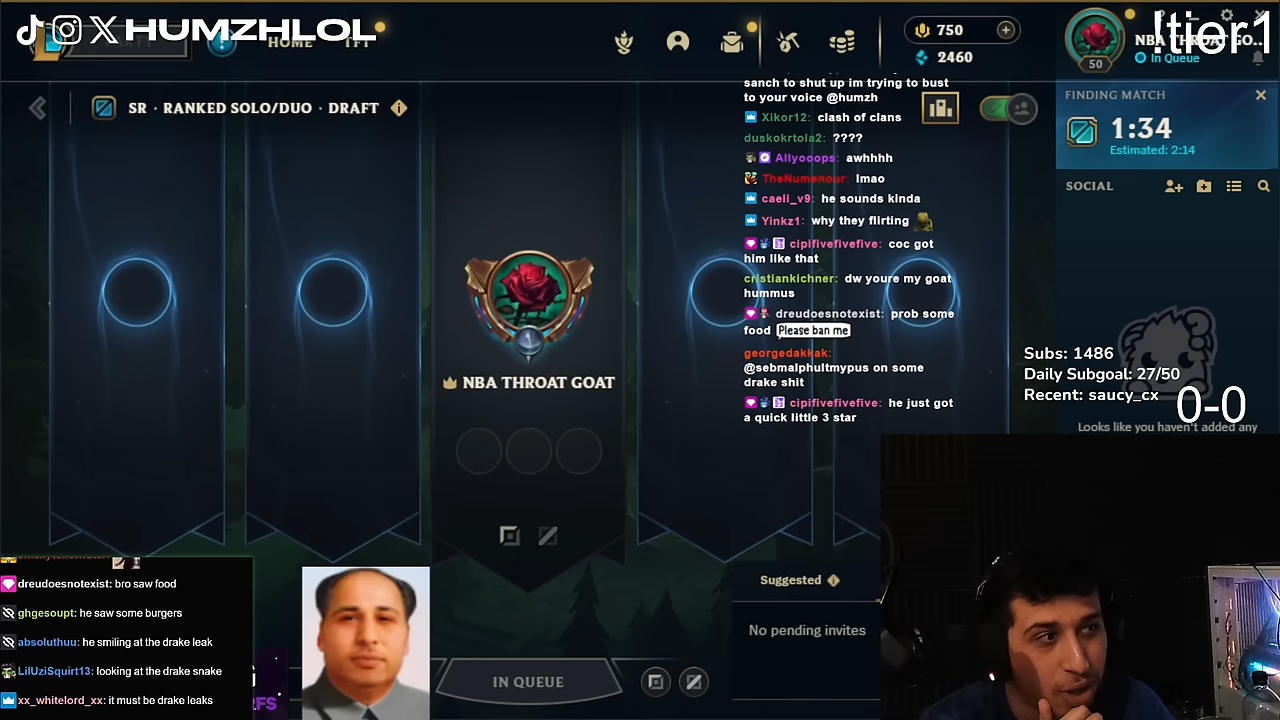 HUMZHLOL
HOME
TFT
750
2460
!tier1
50
In Queue
SR · RANKED SOLO/DUO · DRAFT
FINDING MATCH
1:34
Estimated: 2:14
SOCIAL
sanch to shut up im trying to bust
to your voice @humzh
Xikor12: clash of clans
duskokrtola2: ????
Allyooops: awhhhh
TheNumenour: lmao
caeli_v9: he sounds kinda
Yinkz1: why they flirting
cipifivefivefive: coc got
him like that
cristiankichner: dw youre my goat
hummus
dreudoesnotexist: prob some
food Please ban me
georgedakkak:
@sebmalphultmypus on some
drake shit
cipifivefivefive: he just got
a quick little 3 star
NBA THROAT GOAT
Subs: 1486
Daily Subgoal: 27/50
Recent: saucy_cx
0-0
Looks like you haven't added any
Suggested
No pending invites
IN QUEUE
dreudoesnotexist: bro saw food
ghgesoupt: he saw some burgers
absoluthuu: he smiling at the drake leak
LilUziSquirt13: looking at the drake snake
xx_whitelord_xx: it must be drake leaks